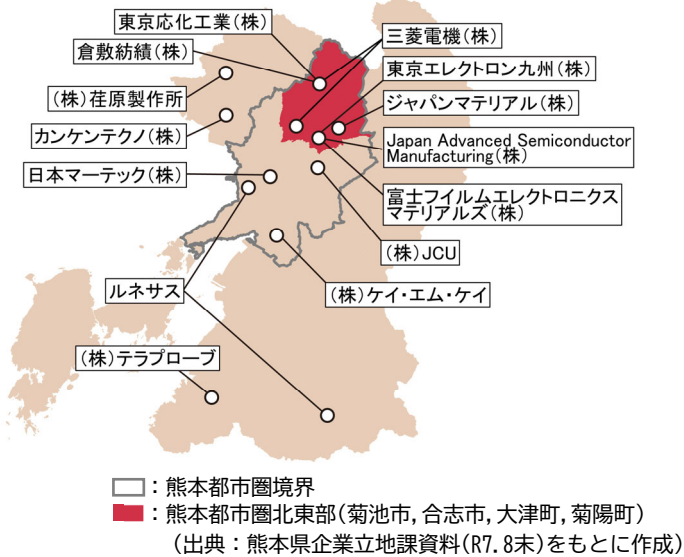 東京応化工業(株)
倉敷紡績(株)
(株)荏原製作所
カンケンテクノ(株)
日本マーテック(株)
ルネサス
(株)テラプローブ
三菱電機(株)
東京エレクトロン九州(株)
ジャパンマテリアル(株)
Japan Advanced Semiconductor
Manufacturing(株)
富士フイルムエレクトロニクス
マテリアルズ(株)
(株)JCU
(株)ケイ・エム・ケイ
:熊本都市圏境界
:熊本都市圏北東部(菊池市,合志市,大津町,菊陽町)
(出典:熊本県企業立地課資料(R7.8末)をもとに作成)